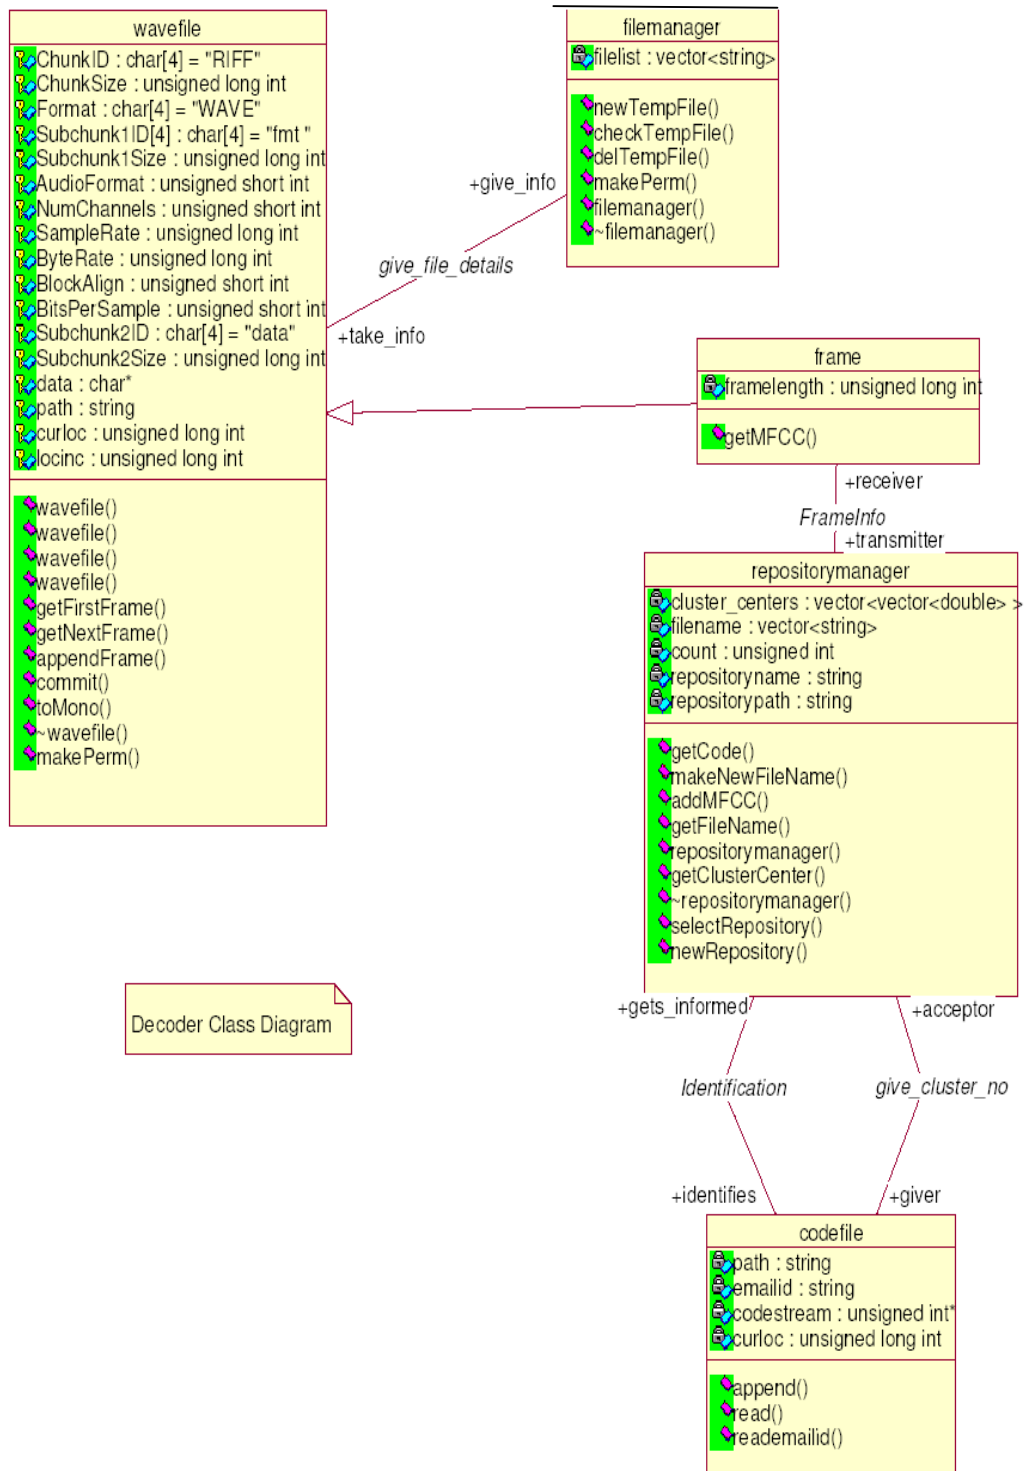 wavefile
ChunkID : char[4] = "RIFF"
ChunkSize : unsigned long int
Format : char[4] = "WAVE"
Subchunk1ID[4] : char[4] = "fmt "
Subchunk1Size : unsigned long int
AudioFormat : unsigned short int
NumChannels : unsigned short int
SampleRate : unsigned long int
ByteRate : unsigned long int
BlockAlign : unsigned short int
BitsPerSample : unsigned short int
Subchunk2ID : char[4] = "data"
Subchunk2Size : unsigned long int
data : char*
path : string
curloc : unsigned long int
locinc : unsigned long int
wavefile()
wavefile()
wavefile()
wavefile()
getFirstFrame()
getNextFrame()
appendFrame()
commit()
toMono()
~wavefile()
makePerm()
filemanager
filelist : vector<string>
newTempFile()
checkTempFile()
delTempFile()
makePerm()
filemanager()
~filemanager()
+give_info
give_file_details
+take_info
frame
framelength : unsigned long int
getMFCC()
+receiver
FrameInfo
+transmitter
repositorymanager
cluster_centers : vector<vector<double> >
filename : vector<string>
count : unsigned int
repositoryname : string
repositorypath : string
getCode()
makeNewFileName()
addMFCC()
getFileName()
repositorymanager()
getClusterCenter()
~repositorymanager()
selectRepository()
newRepository()
Decoder Class Diagram
+gets_informed
+acceptor
Identification
give_cluster_no
+identifies
+giver
codefile
path : string
emailid : string
codestream : unsigned int*
curloc : unsigned long int
append()
read()
reademailid()